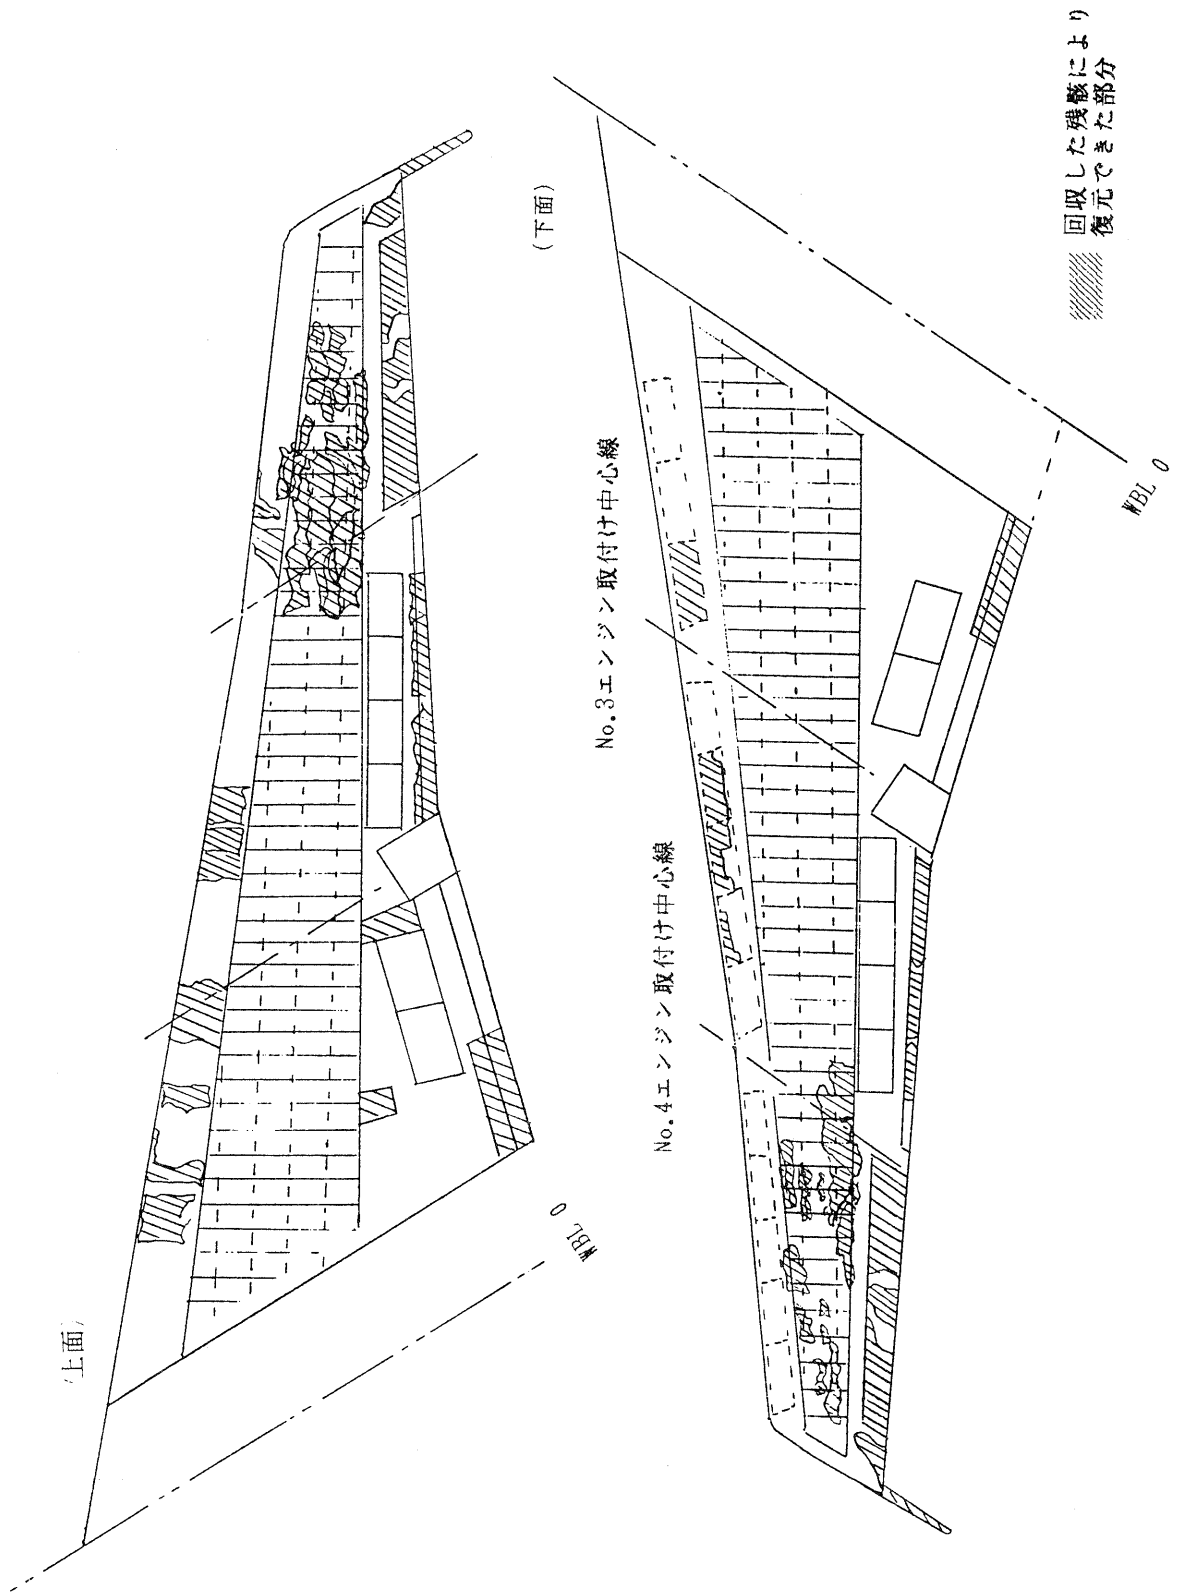 (上面)
WBL 0
(下面)
No.3エンジン取付け中心線
No.4エンジン取付け中心線
WBL 0
回収した残骸により
復元できた部分